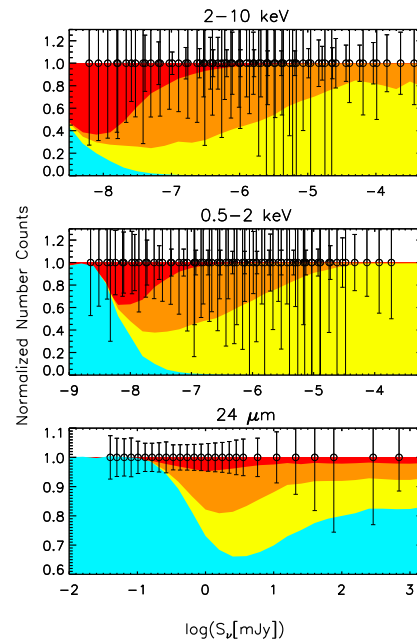 2−10 keV
1.2
1.0
0.8
0.6
0.4
0.2
0.0
−8 −7 −6 −5 −4
0.5−2 keV
1.2
1.0
0.8
0.6
0.4
0.2
0.0
−9 −8 −7 −6 −5 −4
Normalized Number Counts
24 μm
1.1
1.0
0.9
0.8
0.7
0.6
−2 −1 0 1 2 3
log(Sν[mJy])